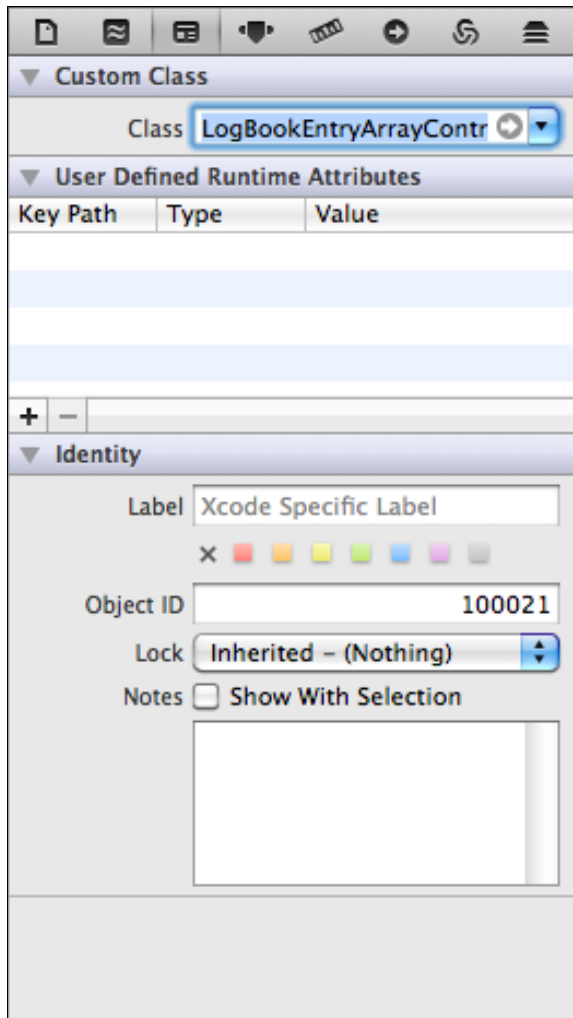 Custom Class
Class LogBookEntryArrayContr
User Defined Runtime Attributes
Key Path Type Value
+ −
Identity
Label Xcode Specific Label
Object ID 100021
Lock Inherited – (Nothing)
Notes Show With Selection